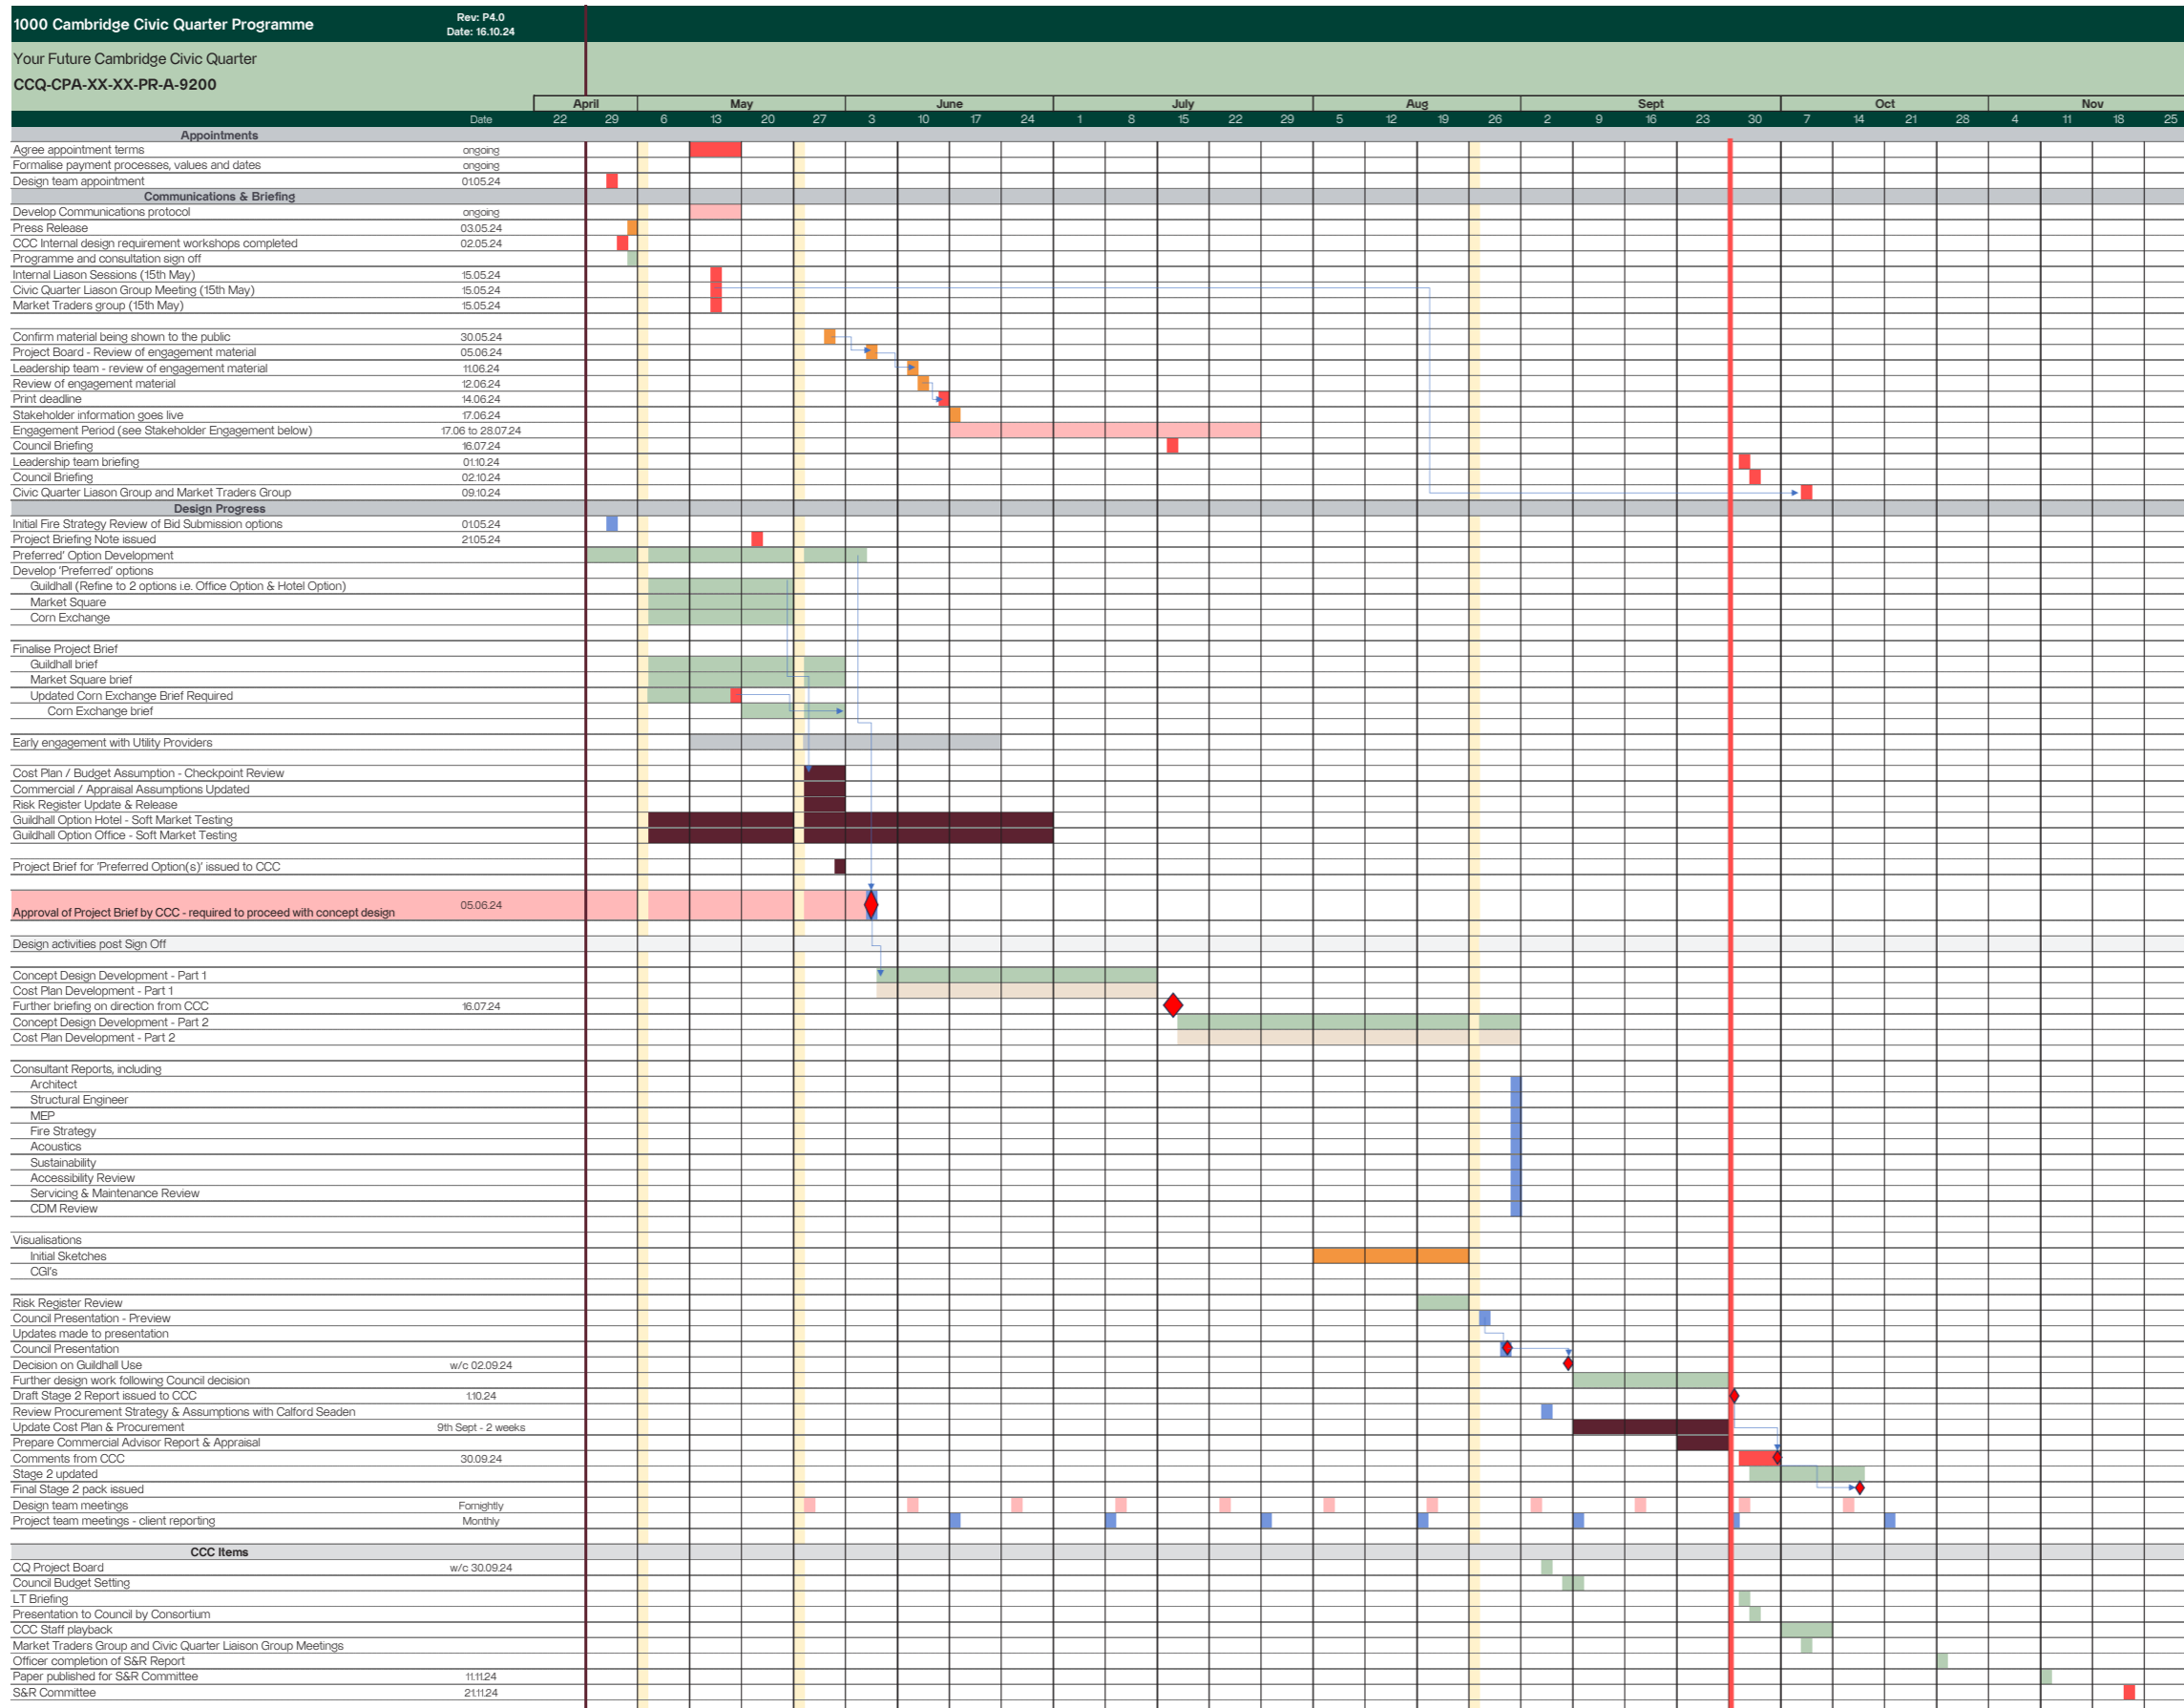 1000 Cambridge Civic Quarter Programme
Rev: P4.0
Date: 16.10.24
Your Future Cambridge Civic Quarter
CCQ-CPA-XX-XX-PR-A-9200
April May June July Aug Sept Oct Nov
Date 22 29 6 13 20 27 3 10 17 24 1 8 15 22 29 5 12 19 26 2 9 16 23 30 7 14 21 28 4 11 18 25
Appointments
Agree appointment terms ongoing
Formalise payment processes, values and dates ongoing
Design team appointment 01.05.24
Communications & Briefing
Develop Communications protocol ongoing
Press Release 03.05.24
CCC Internal design requirement workshops completed 02.05.24
Programme and consultation sign off
Internal Liason Sessions (15th May) 15.05.24
Civic Quarter Liason Group Meeting (15th May) 15.05.24
Market Traders group (15th May) 15.05.24
Confirm material being shown to the public 30.05.24
Project Board - Review of engagement material 05.06.24
Leadership team - review of engagement material 11.06.24
Review of engagement material 12.06.24
Print deadline 14.06.24
Stakeholder information goes live 17.06.24
Engagement Period (see Stakeholder Engagement below) 17.06 to 28.07.24
Council Briefing 16.07.24
Leadership team briefing 01.10.24
Council Briefing 02.10.24
Civic Quarter Liason Group and Market Traders Group 09.10.24
Design Progress
Initial Fire Strategy Review of Bid Submission options 01.05.24
Project Briefing Note issued 21.05.24
Preferred' Option Development
Develop 'Preferred' options
Guildhall (Refine to 2 options i.e. Office Option & Hotel Option)
Market Square
Corn Exchange
Finalise Project Brief
Guildhall brief
Market Square brief
Updated Corn Exchange Brief Required
Corn Exchange brief
Early engagement with Utility Providers
Cost Plan / Budget Assumption - Checkpoint Review
Commercial / Appraisal Assumptions Updated
Risk Register Update & Release
Guildhall Option Hotel - Soft Market Testing
Guildhall Option Office - Soft Market Testing
Project Brief for 'Preferred Option(s)' issued to CCC
Approval of Project Brief by CCC - required to proceed with concept design 05.06.24
Design activities post Sign Off
Concept Design Development - Part 1
Cost Plan Development - Part 1
Further briefing on direction from CCC 16.07.24
Concept Design Development - Part 2
Cost Plan Development - Part 2
Consultant Reports, including
Architect
Structural Engineer
MEP
Fire Strategy
Acoustics
Sustainability
Accessibility Review
Servicing & Maintenance Review
CDM Review
Visualisations
Initial Sketches
CGI's
Risk Register Review
Council Presentation - Preview
Updates made to presentation
Council Presentation
Decision on Guildhall Use w/c 02.09.24
Further design work following Council decision
Draft Stage 2 Report issued to CCC 1.10.24
Review Procurement Strategy & Assumptions with Calford Seaden
Update Cost Plan & Procurement 9th Sept - 2 weeks
Prepare Commercial Advisor Report & Appraisal
Comments from CCC 30.09.24
Stage 2 updated
Final Stage 2 pack issued
Design team meetings Fornightly
Project team meetings - client reporting Monthly
CCC Items
CQ Project Board w/c 30.09.24
Council Budget Setting
LT Briefing
Presentation to Council by Consortium
CCC Staff playback
Market Traders Group and Civic Quarter Liaison Group Meetings
Officer completion of S&R Report
Paper published for S&R Committee 11.11.24
S&R Committee 21.11.24